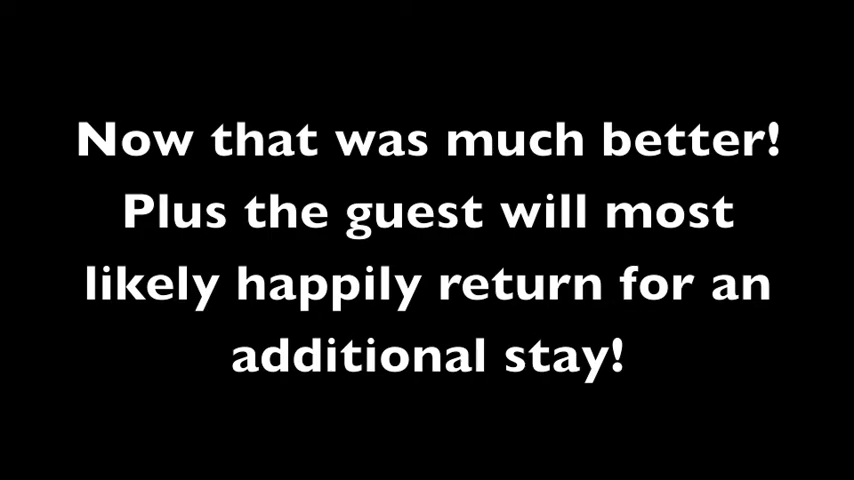 Now that was much better!
Plus the guest will most
likely happily return for an
additional stay!